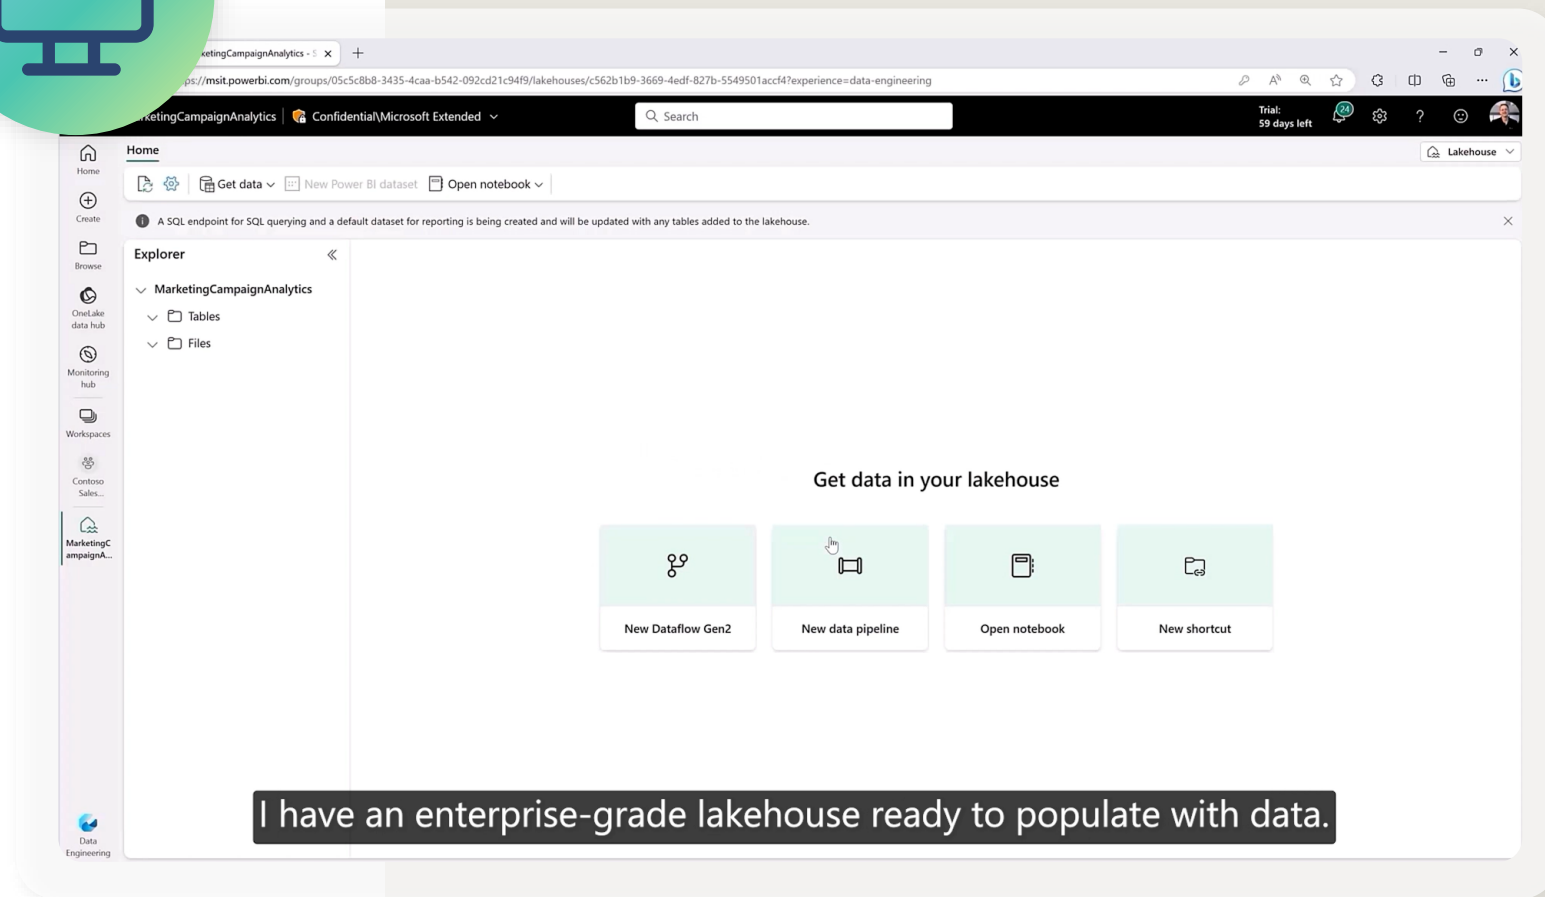 ketingCampaignAnalytics - S
ps://msit.powerbi.com/groups/05c5c8b8-3435-4caa-b542-092cd21c94f9/lakehouses/c562b1b9-3669-4edf-827b-5549501accf4?experience=data-engineering
rketingCampaignAnalytics
Confidential\Microsoft Extended
Search
Trial:
59 days left
24
?
Home
Home
Lakehouse
Get data
New Power BI dataset
Open notebook
Create
A SQL endpoint for SQL querying and a default dataset for reporting is being created and will be updated with any tables added to the lakehouse.
Browse
OneLake
data hub
Monitoring
hub
Workspaces
Contoso
Sales...
MarketingC
ampaignA...
Data
Engineering
Explorer
MarketingCampaignAnalytics
Tables
Files
Get data in your lakehouse
New Dataflow Gen2
New data pipeline
Open notebook
New shortcut
I have an enterprise-grade lakehouse ready to populate with data.